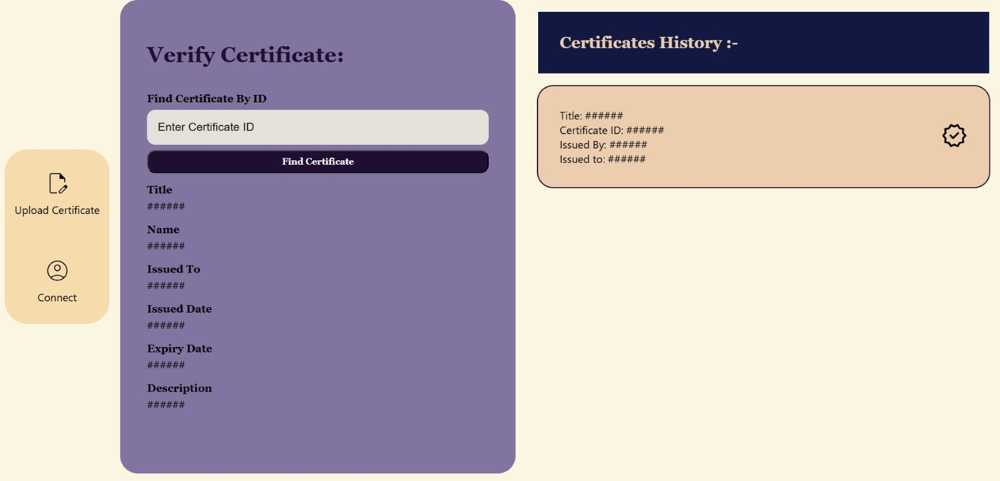 Upload Certificate
Connect
Verify Certificate:
Find Certificate By ID
Enter Certificate ID
Find Certificate
Title
######
Name
######
Issued To
######
Issued Date
######
Expiry Date
######
Description
######
Certificates History :-
Title: ######
Certificate ID: ######
Issued By: ######
Issued to: ######